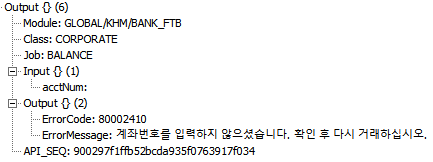 Output {} (6)
Module: GLOBAL/KHM/BANK_FTB
Class: CORPORATE
Job: BALANCE
Input {} (1)
acctNum:
Output {} (2)
ErrorCode: 80002410
ErrorMessage: 계좌번호를 입력하지 않으셨습니다. 확인 후 다시 거래하십시오.
API_SEQ: 900297f1ffb52bcda935f0763917f034